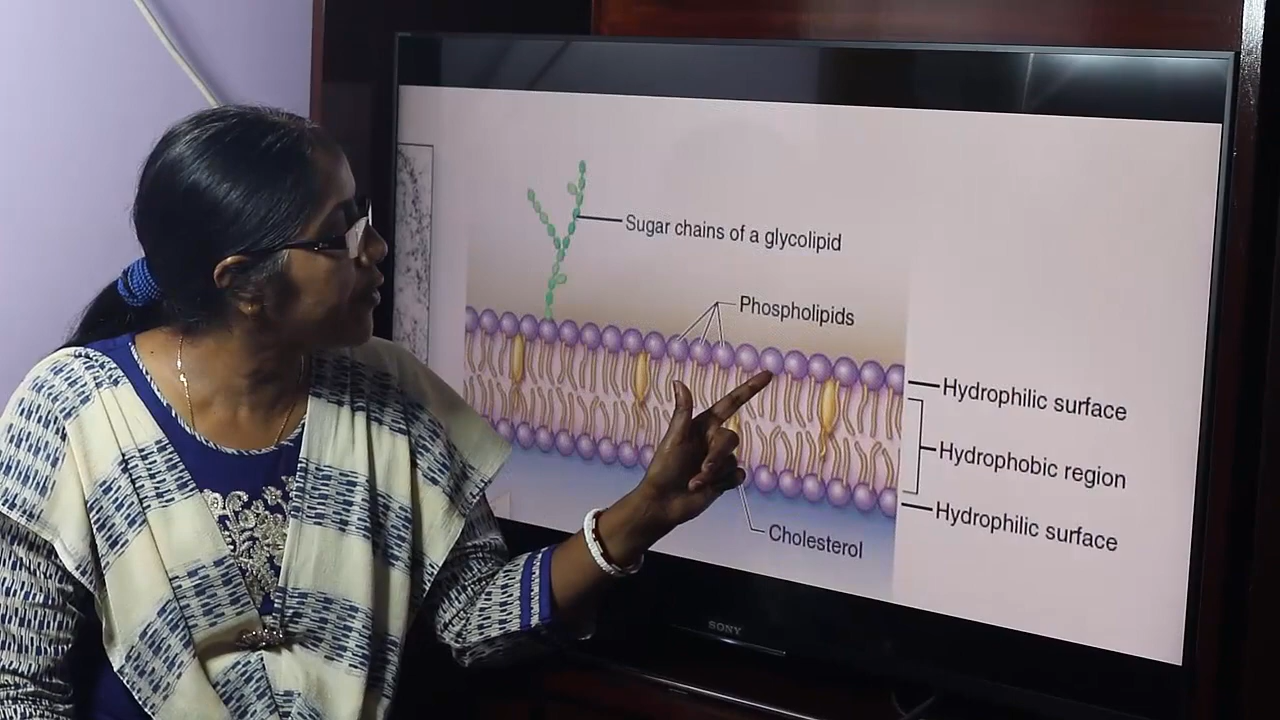 Sugar chains of a glycolipid
Phospholipids
Hydrophilic surface
Hydrophobic region
Hydrophilic surface
Cholesterol
SONY